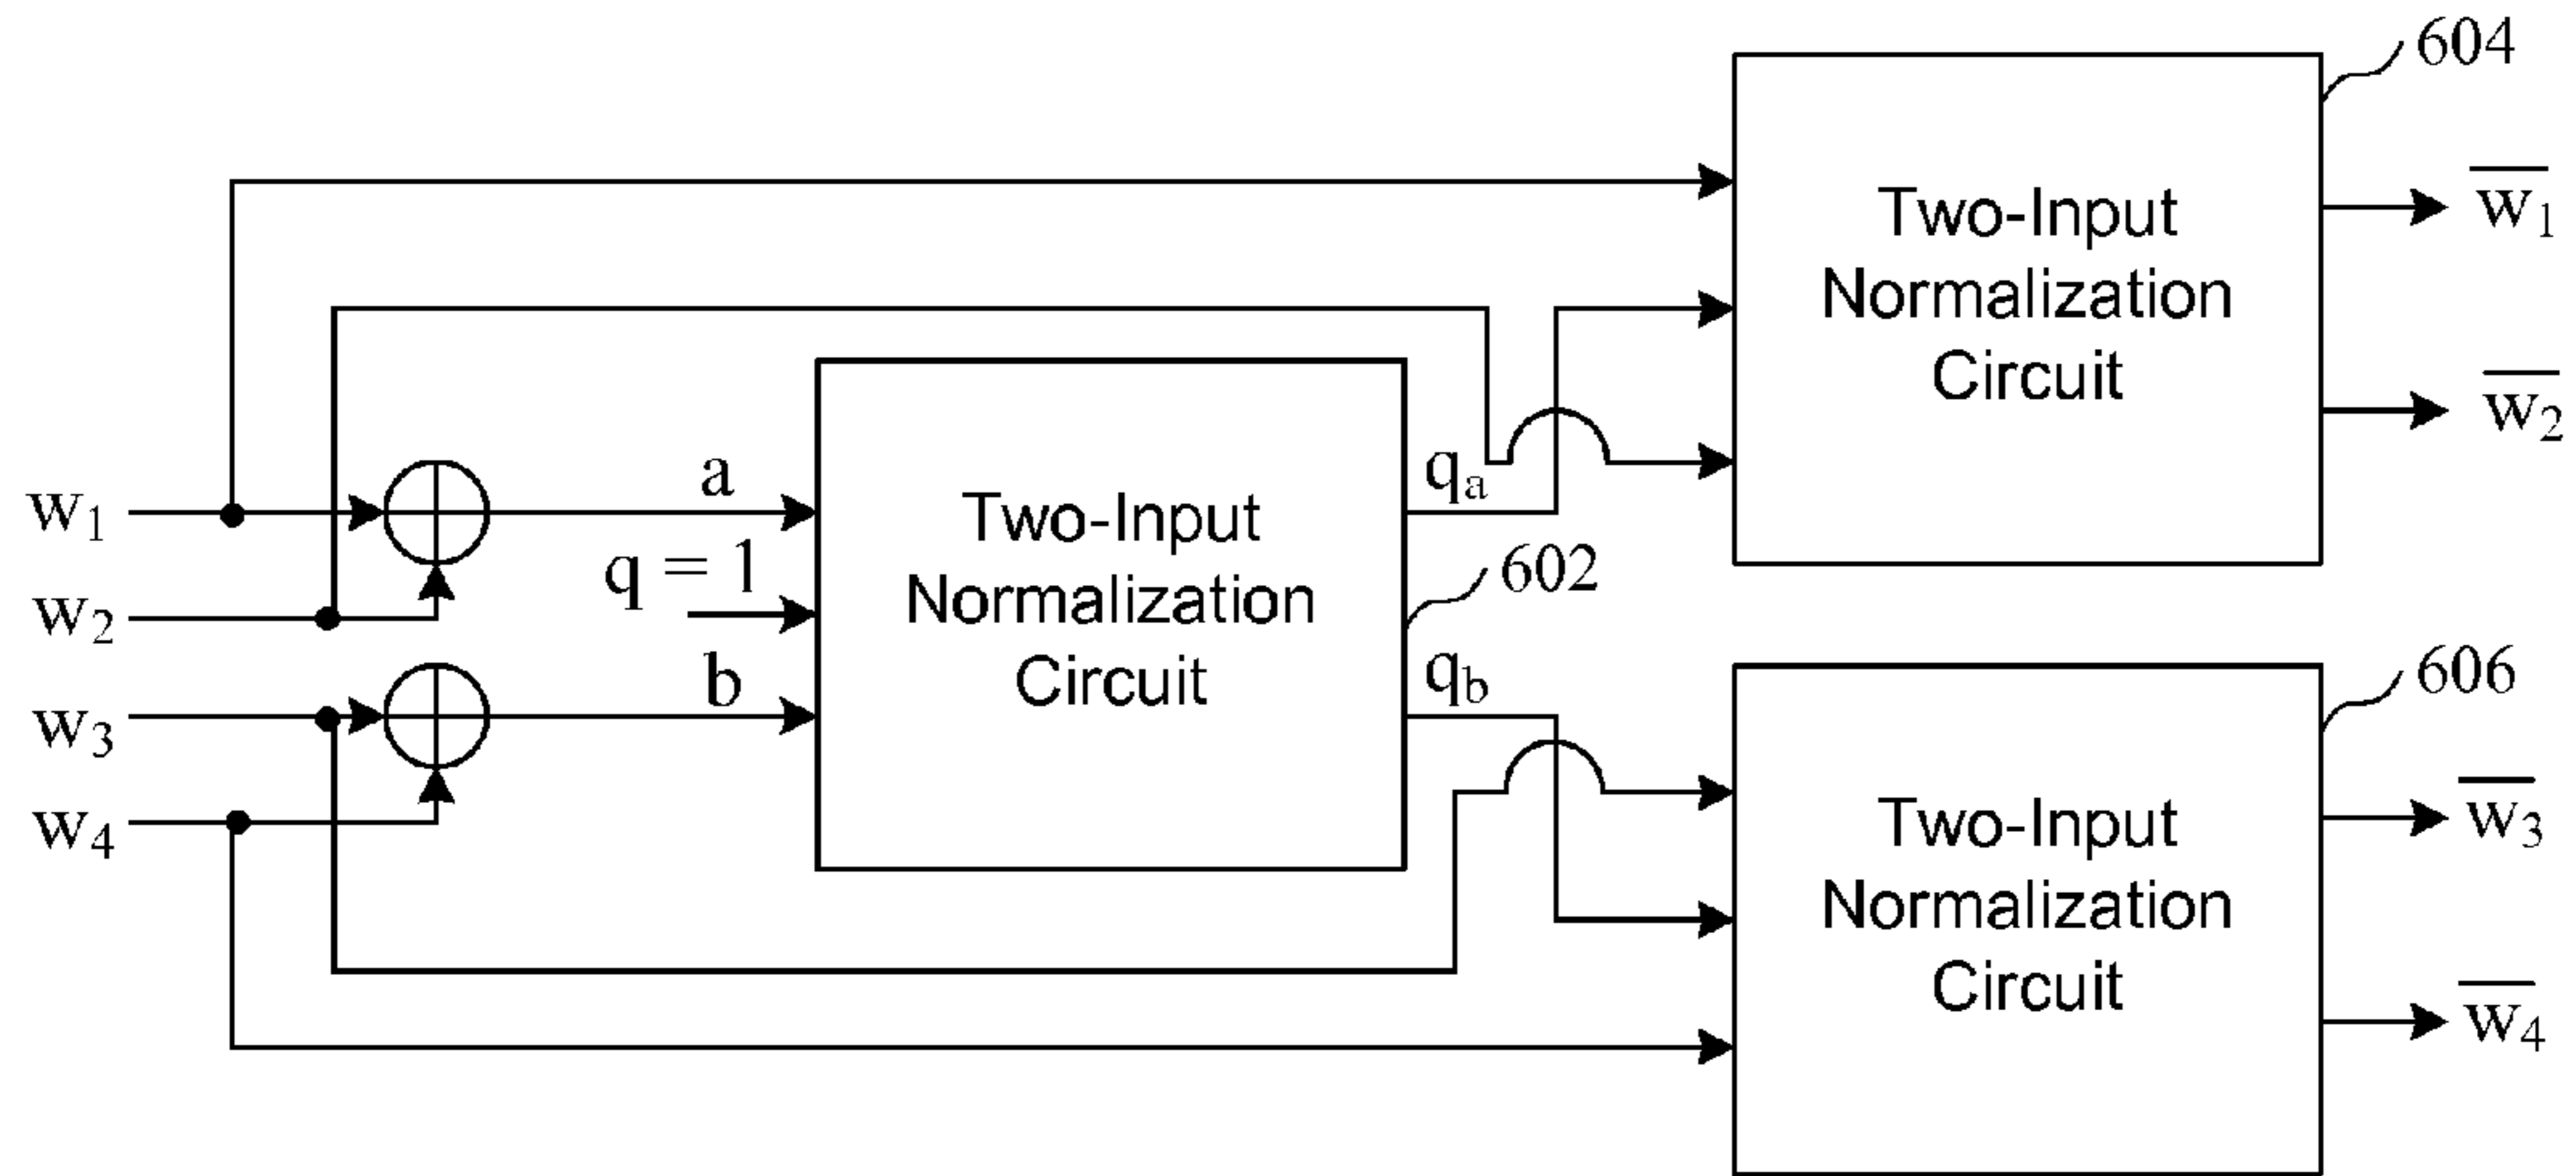 604
Two-Input
Normalization
Circuit
w̅₁
w̅₂
w₁
w₂
w₃
w₄
a
q = 1
b
Two-Input
Normalization
Circuit
qₐ
q_b
602
606
Two-Input
Normalization
Circuit
w̅₃
w̅₄